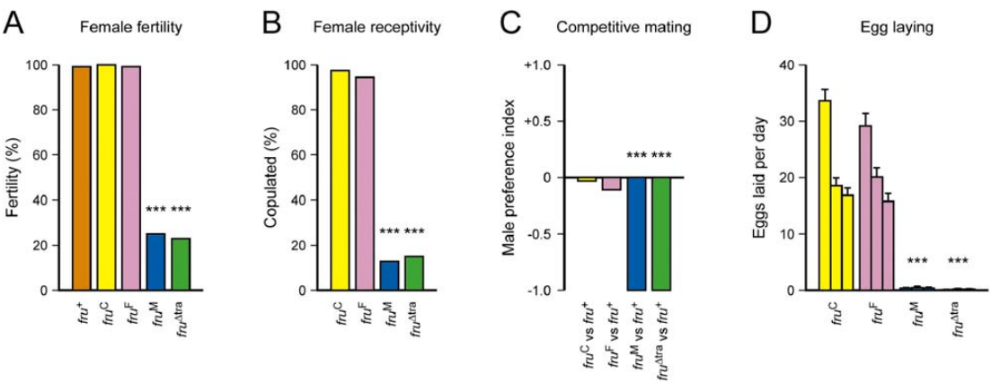 A Female fertility
100
80
60
40
20
0
Fertility (%)
*** ***
fru+
fruC
fruF
fruM
fruΔtra
B Female receptivity
100
80
60
40
20
0
Copulated (%)
*** ***
fruC
fruF
fruM
fruΔtra
C Competitive mating
+1.0
+0.5
0
-0.5
-1.0
Male preference index
*** ***
fruC vs fru+
fruF vs fru+
fruM vs fru+
fruΔtra vs fru+
D Egg laying
40
30
20
10
0
Eggs laid per day
*** ***
fruC
fruF
fruM
fruΔtra